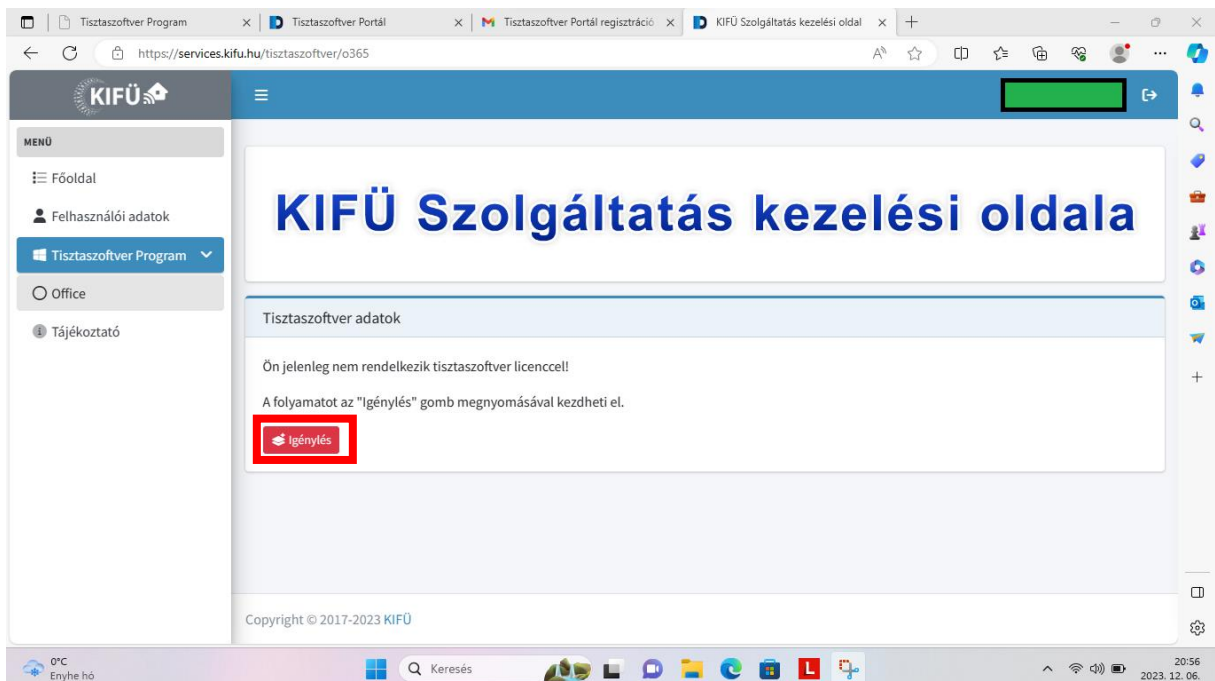 Tisztaszoftver Program
Tisztaszoftver Portál
Tisztaszoftver Portál regisztráció
KIFÜ Szolgáltatás kezelési oldal
https://services.kifu.hu/tisztaszoftver/o365
KIFÜ
MENÜ
Főoldal
Felhasználói adatok
Tisztaszoftver Program
Office
Tájékoztató
KIFÜ Szolgáltatás kezelési oldala
Tisztaszoftver adatok
Ön jelenleg nem rendelkezik tisztaszoftver licenccel!
A folyamatot az "Igénylés" gomb megnyomásával kezdheti el.
Igénylés
Copyright © 2017-2023 KIFÜ
0°C
Enyhe hó
Keresés
20:56
2023. 12. 06.